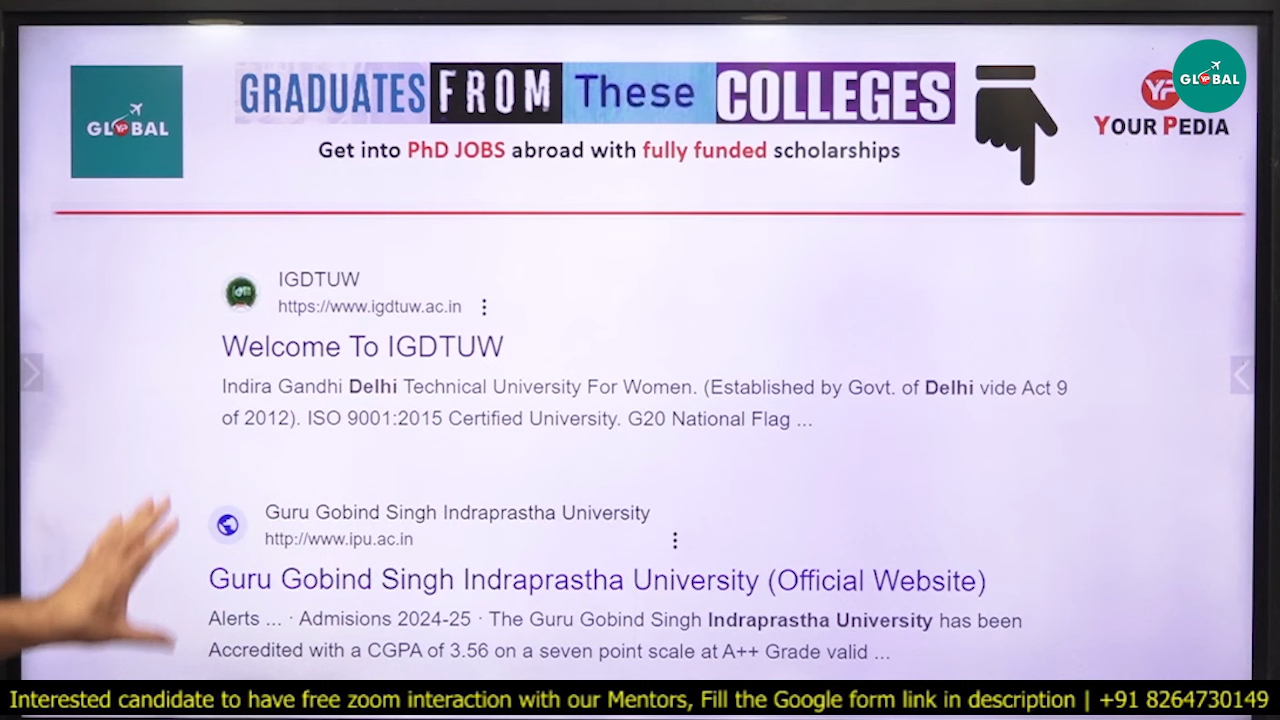 GL YP BAL
GRADUATES FROM These COLLEGES
Get into PhD JOBS abroad with fully funded scholarships
YP
GL YP BAL
YOUR PEDIA
IGDTUW
https://www.igdtuw.ac.in
Welcome To IGDTUW
Indira Gandhi Delhi Technical University For Women. (Established by Govt. of Delhi vide Act 9
of 2012). ISO 9001:2015 Certified University. G20 National Flag ...
Guru Gobind Singh Indraprastha University
http://www.ipu.ac.in
Guru Gobind Singh Indraprastha University (Official Website)
Alerts ... · Admisions 2024-25 · The Guru Gobind Singh Indraprastha University has been
Accredited with a CGPA of 3.56 on a seven point scale at A++ Grade valid ...
Interested candidate to have free zoom interaction with our Mentors, Fill the Google form link in description | +91 8264730149